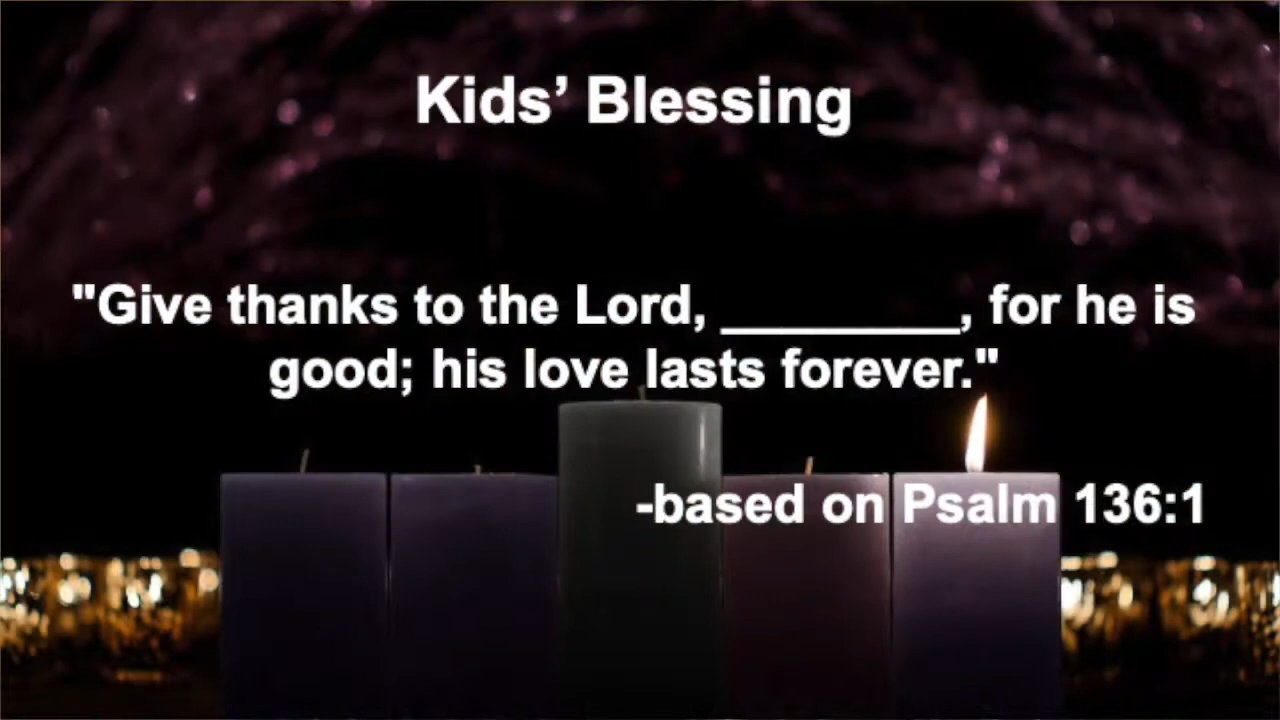 Kids’ Blessing
"Give thanks to the Lord, ________, for he is
good; his love lasts forever."
-based on Psalm 136:1